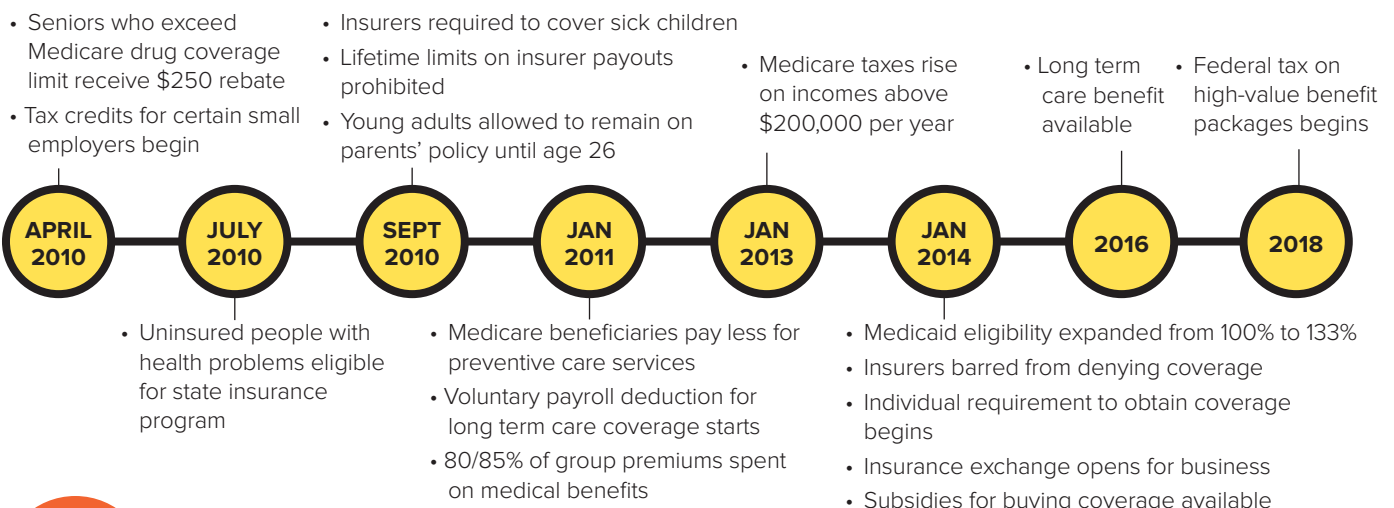 • Seniors who exceed
Medicare drug coverage
limit receive $250 rebate
• Tax credits for certain small
employers begin
• Insurers required to cover sick children
• Lifetime limits on insurer payouts
prohibited
• Young adults allowed to remain on
parents’ policy until age 26
• Medicare taxes rise
on incomes above
$200,000 per year
• Long term
care benefit
available
• Federal tax on
high-value benefit
packages begins
APRIL
2010
JULY
2010
SEPT
2010
JAN
2011
JAN
2013
JAN
2014
2016
2018
• Uninsured people with
health problems eligible
for state insurance
program
• Medicare beneficiaries pay less for
preventive care services
• Voluntary payroll deduction for
long term care coverage starts
• 80/85% of group premiums spent
on medical benefits
• Medicaid eligibility expanded from 100% to 133%
• Insurers barred from denying coverage
• Individual requirement to obtain coverage
begins
• Insurance exchange opens for business
• Subsidies for buying coverage available